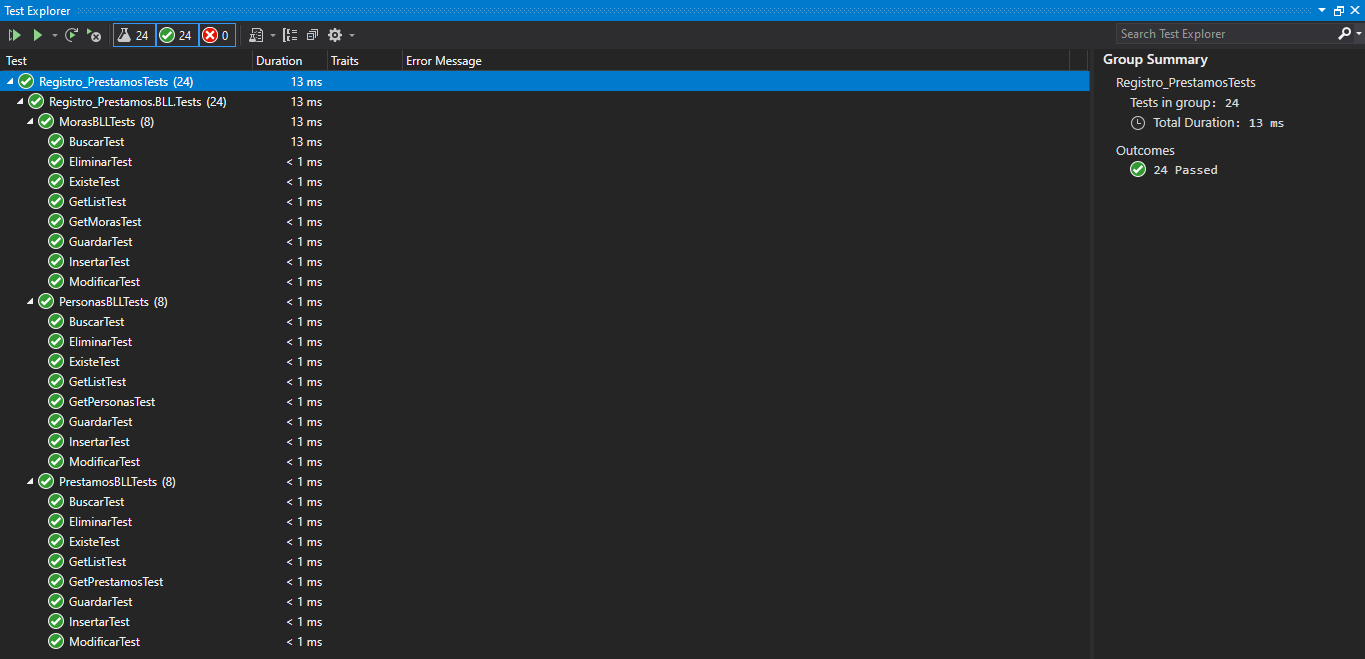 Test Explorer
24 24 0
Search Test Explorer
Test Duration Traits Error Message
Registro_PrestamosTests (24) 13 ms
Registro_Prestamos.BLL.Tests (24) 13 ms
MorasBLLTests (8) 13 ms
BuscarTest 13 ms
EliminarTest < 1 ms
ExisteTest < 1 ms
GetListTest < 1 ms
GetMorasTest < 1 ms
GuardarTest < 1 ms
InsertarTest < 1 ms
ModificarTest < 1 ms
PersonasBLLTests (8) < 1 ms
BuscarTest < 1 ms
EliminarTest < 1 ms
ExisteTest < 1 ms
GetListTest < 1 ms
GetPersonasTest < 1 ms
GuardarTest < 1 ms
InsertarTest < 1 ms
ModificarTest < 1 ms
PrestamosBLLTests (8) < 1 ms
BuscarTest < 1 ms
EliminarTest < 1 ms
ExisteTest < 1 ms
GetListTest < 1 ms
GetPrestamosTest < 1 ms
GuardarTest < 1 ms
InsertarTest < 1 ms
ModificarTest < 1 ms
Group Summary
Registro_PrestamosTests
Tests in group: 24
Total Duration: 13 ms
Outcomes
24 Passed